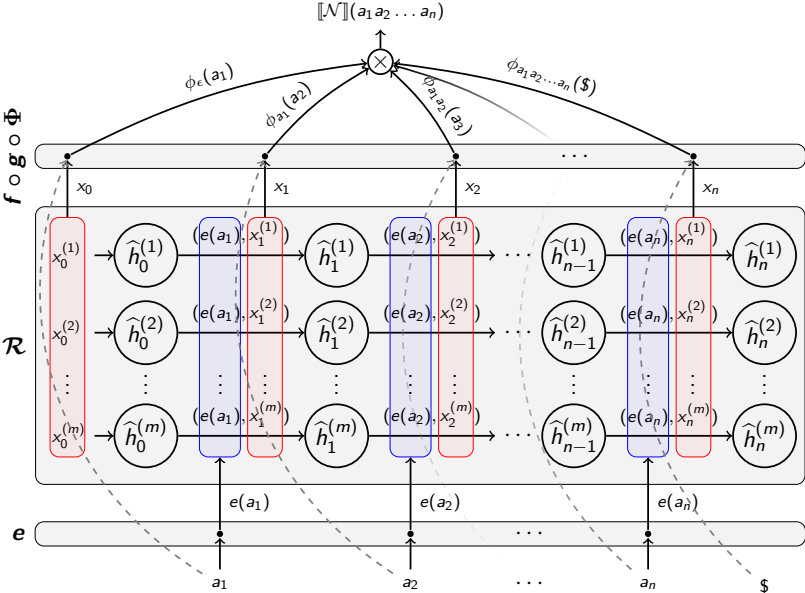 ⟦𝒩⟧(a₁a₂…aₙ)
×
ϕ_ϵ(a₁) ϕ_{a₁}(a₂) ϕ_{a₁a₂}(a₃) ϕ_{a₁a₂…aₙ}($)
f ∘ g ∘ Φ
⋯
x₀ x₁ x₂ xₙ
x₀^{(1)} ĥ₀^{(1)} (e(a₁), x₁^{(1)}) ĥ₁^{(1)} (e(a₂), x₂^{(1)}) ⋯ ĥ_{n−1}^{(1)} (e(aₙ), xₙ^{(1)}) ĥₙ^{(1)}
x₀^{(2)} ĥ₀^{(2)} (e(a₁), x₁^{(2)}) ĥ₁^{(2)} (e(a₂), x₂^{(2)}) ⋯ ĥ_{n−1}^{(2)} (e(aₙ), xₙ^{(2)}) ĥₙ^{(2)}
ℛ
⋮ ⋮ ⋮ ⋮ ⋮ ⋮ ⋮ ⋮ ⋮ ⋮ ⋮
x₀^{(m)} ĥ₀^{(m)} (e(a₁), x₁^{(m)}) ĥ₁^{(m)} (e(a₂), x₂^{(m)}) ⋯ ĥ_{n−1}^{(m)} (e(aₙ), xₙ^{(m)}) ĥₙ^{(m)}
e(a₁) e(a₂) e(aₙ)
e ⋯
a₁ a₂ ⋯ aₙ $